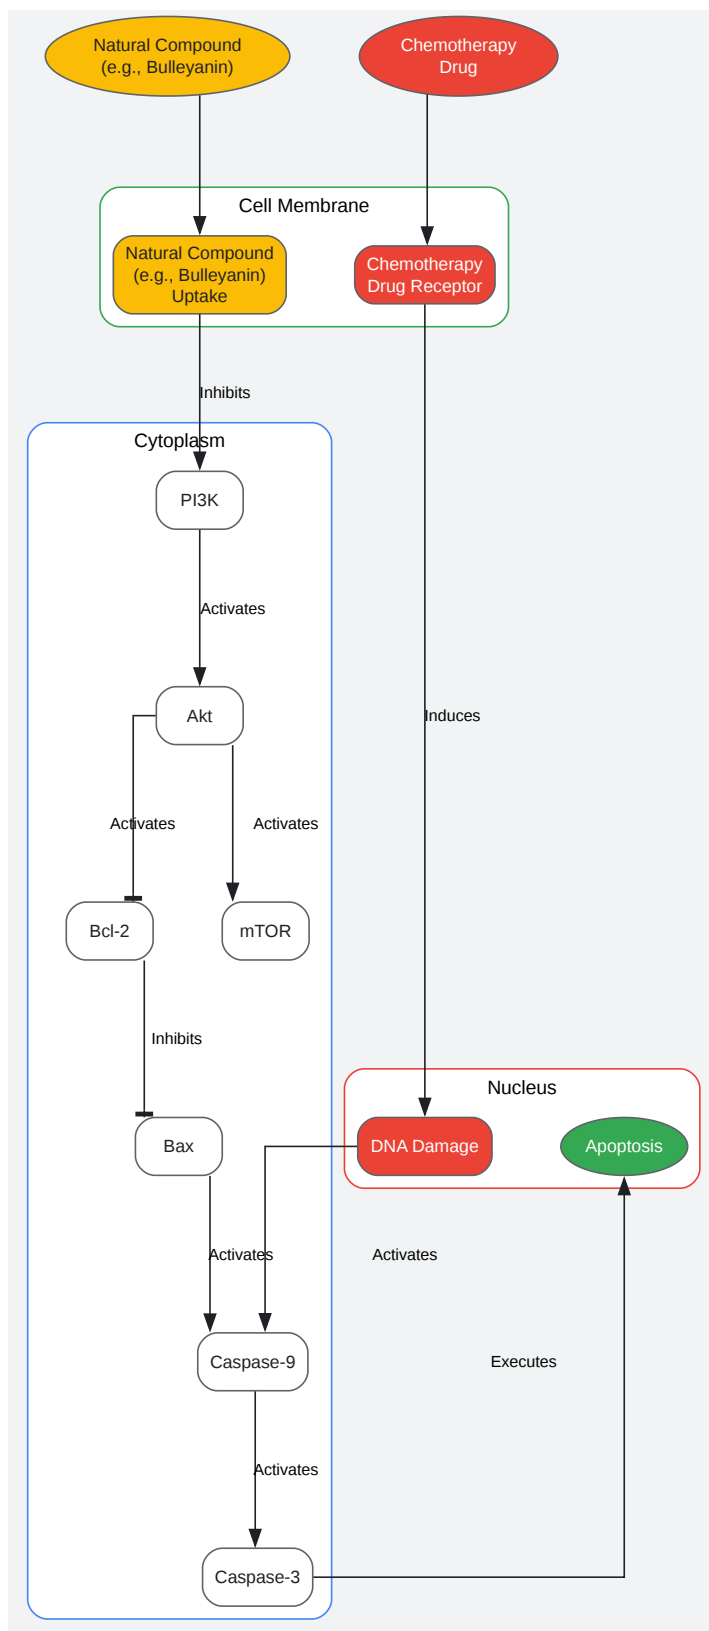 Natural Compound
(e.g., Bulleyanin)
Chemotherapy
Drug
Cell Membrane
Natural Compound
(e.g., Bulleyanin)
Uptake
Chemotherapy
Drug Receptor
Inhibits
Cytoplasm
PI3K
Activates
Akt
Induces
Activates
Activates
Bcl-2
mTOR
Inhibits
Nucleus
Bax
DNA Damage
Apoptosis
Activates
Activates
Caspase-9
Executes
Activates
Caspase-3